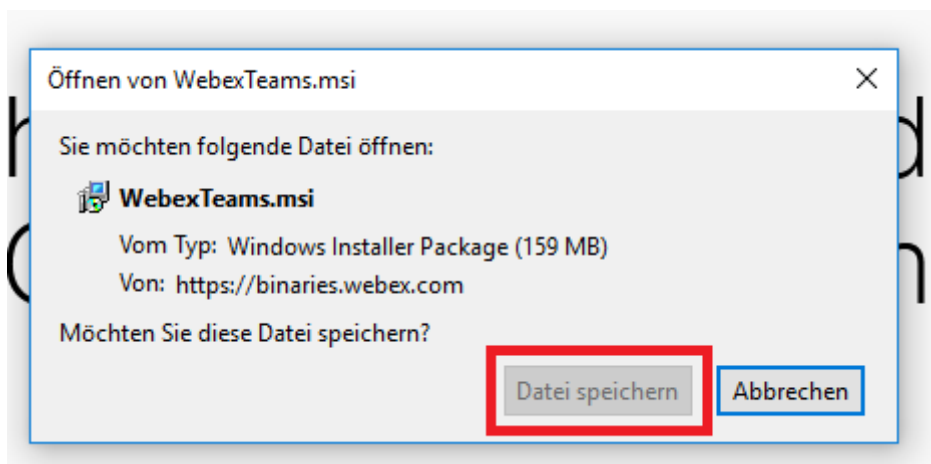 Öffnen von WebexTeams.msi
Sie möchten folgende Datei öffnen:
WebexTeams.msi
Vom Typ: Windows Installer Package (159 MB)
Von: https://binaries.webex.com
Möchten Sie diese Datei speichern?
Datei speichern Abbrechen